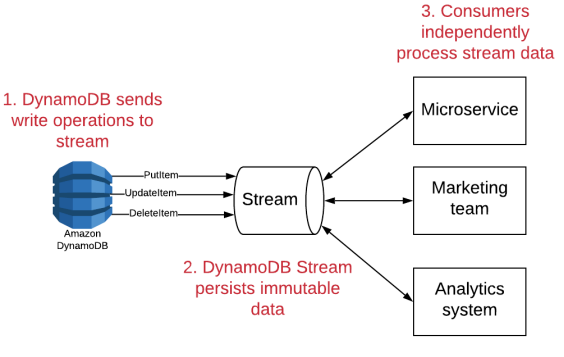 3. Consumers
independently
process stream data
1. DynamoDB sends
write operations to
stream
Microservice
PutItem
UpdateItem
DeleteItem
Stream
Marketing
team
Amazon
DynamoDB
2. DynamoDB Stream
persists immutable
data
Analytics
system